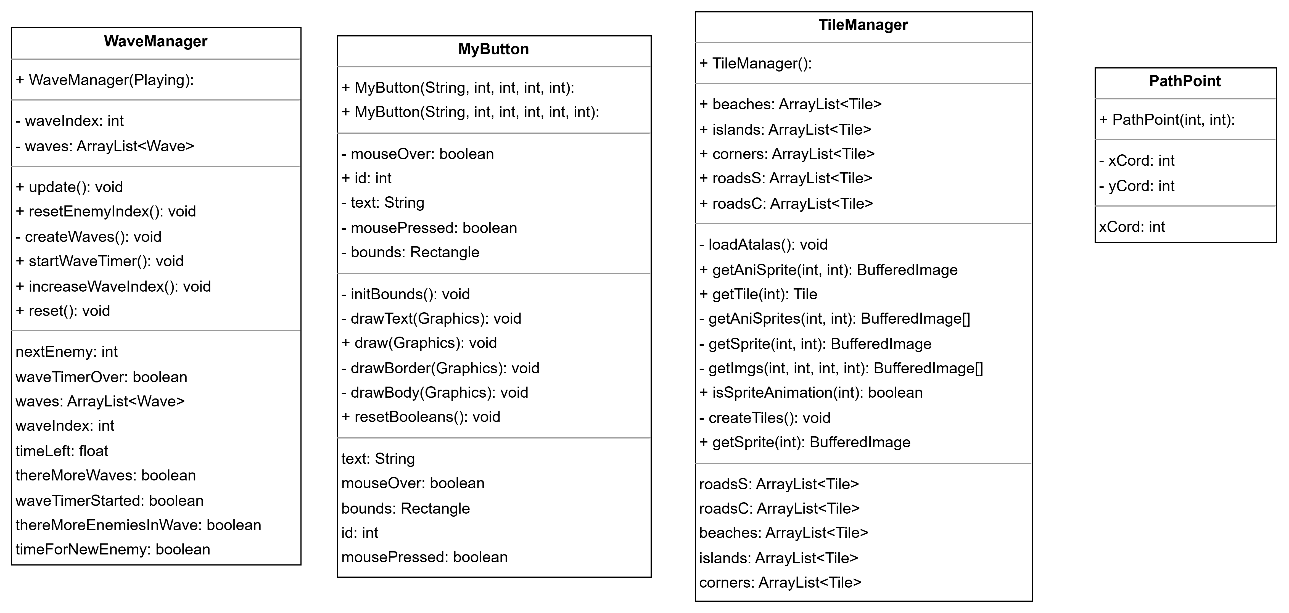 WaveManager
+ WaveManager(Playing):
- waveIndex: int
- waves: ArrayList<Wave>
+ update(): void
+ resetEnemyIndex(): void
- createWaves(): void
+ startWaveTimer(): void
+ increaseWaveIndex(): void
+ reset(): void
nextEnemy: int
waveTimerOver: boolean
waves: ArrayList<Wave>
waveIndex: int
timeLeft: float
thereMoreWaves: boolean
waveTimerStarted: boolean
thereMoreEnemiesInWave: boolean
timeForNewEnemy: boolean
MyButton
+ MyButton(String, int, int, int, int):
+ MyButton(String, int, int, int, int, int):
- mouseOver: boolean
+ id: int
- text: String
- mousePressed: boolean
- bounds: Rectangle
- initBounds(): void
- drawText(Graphics): void
+ draw(Graphics): void
- drawBorder(Graphics): void
- drawBody(Graphics): void
+ resetBooleans(): void
text: String
mouseOver: boolean
bounds: Rectangle
id: int
mousePressed: boolean
TileManager
+ TileManager():
+ beaches: ArrayList<Tile>
+ islands: ArrayList<Tile>
+ corners: ArrayList<Tile>
+ roadsS: ArrayList<Tile>
+ roadsC: ArrayList<Tile>
- loadAtalas(): void
+ getAniSprite(int, int): BufferedImage
+ getTile(int): Tile
- getAniSprites(int, int): BufferedImage[]
- getSprite(int, int): BufferedImage
- getImgs(int, int, int, int): BufferedImage[]
+ isSpriteAnimation(int): boolean
- createTiles(): void
+ getSprite(int): BufferedImage
roadsS: ArrayList<Tile>
roadsC: ArrayList<Tile>
beaches: ArrayList<Tile>
islands: ArrayList<Tile>
corners: ArrayList<Tile>
PathPoint
+ PathPoint(int, int):
- xCord: int
- yCord: int
xCord: int